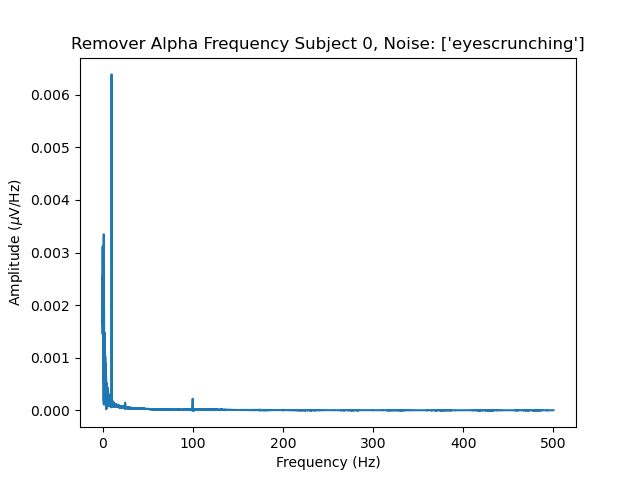 Remover Alpha Frequency Subject 0, Noise: ['eyescrunching']
Amplitude (μV/Hz)
0.006
0.005
0.004
0.003
0.002
0.001
0.000
0 100 200 300 400 500
Frequency (Hz)